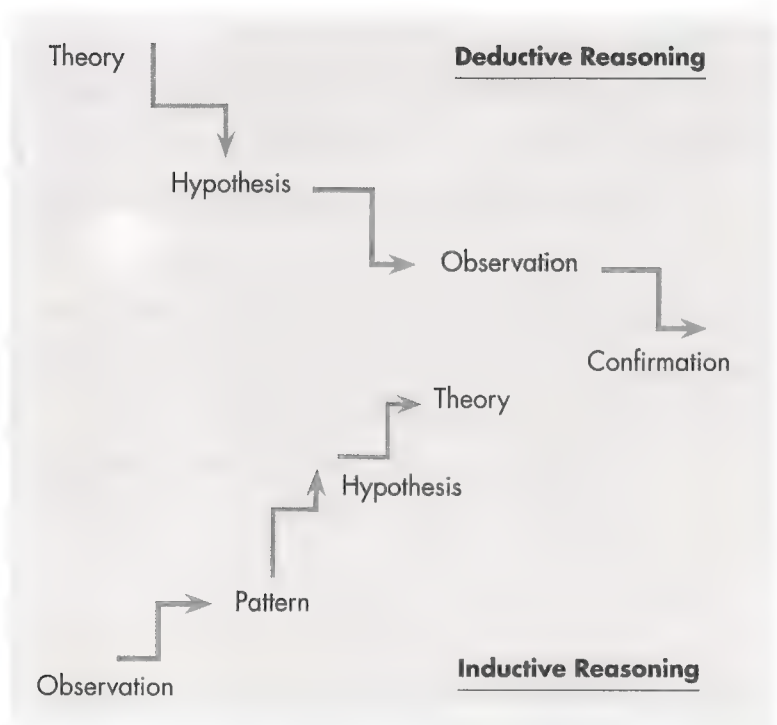 Theory
Deductive Reasoning
Hypothesis
Observation
Confirmation
Theory
Hypothesis
Pattern
Observation
Inductive Reasoning